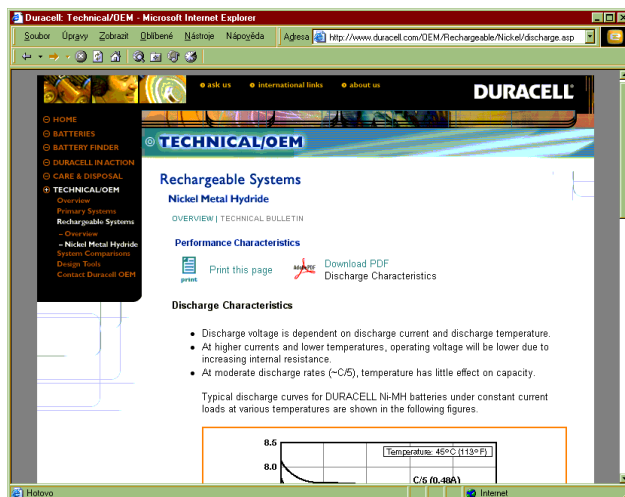 Duracell: Technical/OEM - Microsoft Internet Explorer
Soubor Úpravy Zobrazit Oblíbené Nástroje Nápověda Adresa http://www.duracell.com/OEM/Rechargeable/Nickel/discharge.asp
ask us international links about us
DURACELL
HOME
BATTERIES
BATTERY FINDER
DURACELL IN ACTION
CARE & DISPOSAL
TECHNICAL/OEM
Overview
Primary Systems
Rechargeable Systems
– Overview
– Nickel Metal Hydride
System Comparisons
Design Tools
Contact Duracell OEM
TECHNICAL/OEM
Rechargeable Systems
Nickel Metal Hydride
OVERVIEW | TECHNICAL BULLETIN
Performance Characteristics
print
Print this page
Adobe PDF
Download PDF
Discharge Characteristics
Discharge Characteristics
• Discharge voltage is dependent on discharge current and discharge temperature.
• At higher currents and lower temperatures, operating voltage will be lower due to
increasing internal resistance.
• At moderate discharge rates (~C/5), temperature has little effect on capacity.
Typical discharge curves for DURACELL Ni-MH batteries under constant current
loads at various temperatures are shown in the following figures.
8.5
Temperature: 45°C (113°F)
8.0
C/5 (0.48A)
Hotovo
Internet